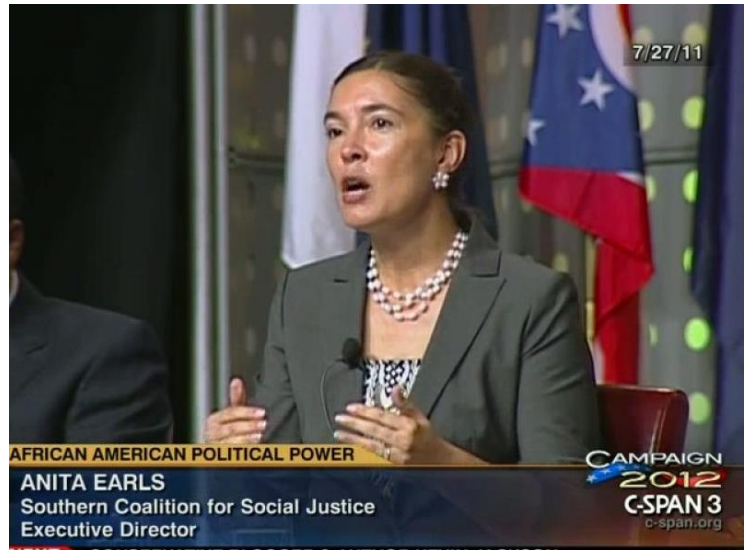 7/27/11
AFRICAN AMERICAN POLITICAL POWER
ANITA EARLS
Southern Coalition for Social Justice
Executive Director
CAMPAIGN
2012
C-SPAN 3
c-span.org